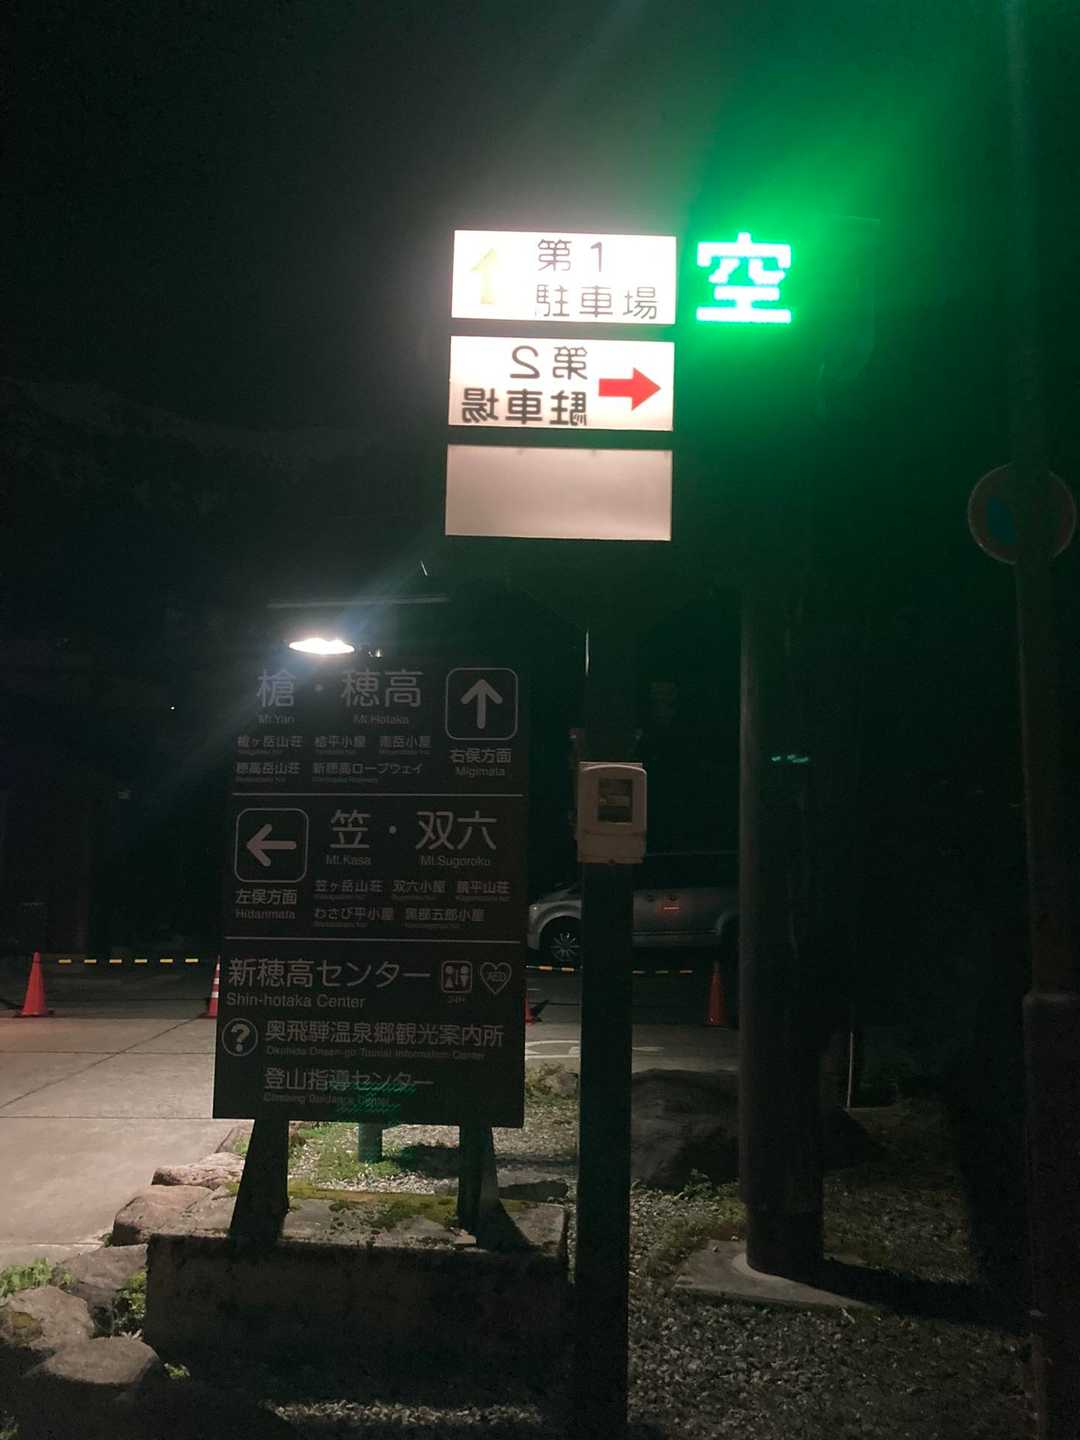 第1
駐車場
空
第2
駐車場
槍・穂高
Mt.Yari Mt.Hotaka
槍ヶ岳山荘 槍平小屋 南岳小屋
穂高岳山荘 新穂高ロープウェイ
右俣方面
Migimata
笠・双六
Mt.Kasa Mt.Sugoroku
左俣方面
Hidarimata
笠ヶ岳山荘 双六小屋 鏡平山荘
わさび平小屋 黒部五郎小屋
新穂高センター
Shin-hotaka Center
24H
AED
?
奥飛騨温泉郷観光案内所
Okuhida Onsen-go Tourist Information Center
登山指導センター
Climbing Guidance Center